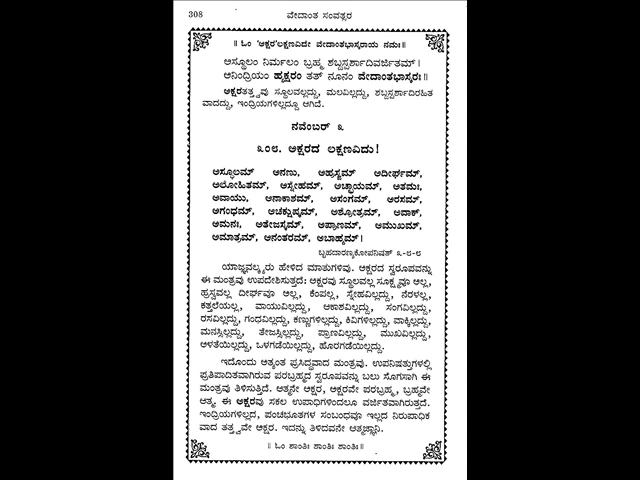 308
ವೇದಾಂತ ಸಂವತ್ಸರ
॥ ಓಂ 'ಅಕ್ಷರ'ಲಕ್ಷಣವಿದೇ ವೇದಾಂತಭಾಸ್ಕರಾಯ ನಮಃ॥
ಅಸ್ಥೂಲಂ ನಿರ್ಮಲಂ ಬ್ರಹ್ಮ ಶಬ್ದಸ್ಪರ್ಶಾದಿವರ್ಜಿತಮ್ ।
ಅನಿಂದ್ರಿಯಂ ಹ್ಯಕ್ಷರಂ ತತ್ ನೂನಂ ವೇದಾಂತಭಾಸ್ಕರಃ ॥
ಅಕ್ಷರತತ್ತ್ವವು ಸ್ಥೂಲವಲ್ಲದ್ದು, ಮಲವಿಲ್ಲದ್ದು, ಶಬ್ದಸ್ಪರ್ಶಾದಿರಹಿತ
ವಾದದ್ದು, ಇಂದ್ರಿಯಗಳಿಲ್ಲದ್ದೂ ಆಗಿದೆ.
ನವೆಂಬರ್ ೩
೩೦೮. ಅಕ್ಷರದ ಲಕ್ಷಣವಿದು!
ಅಸ್ಥೂಲಮ್ ಅನಣು, ಅಹ್ರಸ್ವಮ್ ಅದೀರ್ಘಮ್,
ಅಲೋಹಿತಮ್, ಅಸ್ನೇಹಮ್, ಅಚ್ಛಾಯಮ್, ಅತಮಃ,
ಅವಾಯು, ಅನಾಕಾಶಮ್, ಅಸಂಗಮ್, ಅರಸಮ್,
ಅಗಂಧಮ್, ಅಚಕ್ಷುಷ್ಕಮ್, ಅಶ್ರೋತ್ರಮ್, ಅವಾಕ್,
ಅಮನಃ, ಅತೇಜಸ್ಕಮ್, ಅಪ್ರಾಣಮ್, ಅಮುಖಮ್,
ಅಮಾತ್ರಮ್, ಅನಂತರಮ್, ಅಬಾಹ್ಯಮ್ ।
ಬೃಹದಾರಣ್ಯಕೋಪನಿಷತ್ ೩-೮-೮
ಯಾಜ್ಞವಲ್ಕ್ಯರು ಹೇಳಿದ ಮಾತುಗಳಿವು. ಅಕ್ಷರದ ಸ್ವರೂಪವನ್ನು
ಈ ಮಂತ್ರವು ಉಪದೇಶಿಸುತ್ತದೆ: ಅಕ್ಷರವು ಸ್ಥೂಲವಲ್ಲ ಸೂಕ್ಷ್ಮವೂ ಅಲ್ಲ,
ಹ್ರಸ್ವವಲ್ಲ ದೀರ್ಘವೂ ಅಲ್ಲ, ಕೆಂಪಲ್ಲ, ಸ್ನೇಹವಿಲ್ಲದ್ದು, ನೆರಳಲ್ಲ,
ಕತ್ತಲೆಯಲ್ಲ, ವಾಯುವಿಲ್ಲದ್ದು, ಆಕಾಶವಿಲ್ಲದ್ದು, ಸಂಗವಿಲ್ಲದ್ದು,
ರಸವಿಲ್ಲದ್ದು, ಗಂಧವಿಲ್ಲದ್ದು, ಕಣ್ಣುಗಳಿಲ್ಲದ್ದು, ಕಿವಿಗಳಿಲ್ಲದ್ದು, ವಾಕ್ಕಿಲ್ಲದ್ದು,
ಮನಸ್ಸಿಲ್ಲದ್ದು, ತೇಜಸ್ಸಿಲ್ಲದ್ದು, ಪ್ರಾಣವಿಲ್ಲದ್ದು, ಮುಖವಿಲ್ಲದ್ದು,
ಅಳತೆಯಿಲ್ಲದ್ದು, ಒಳಗಡೆಯಿಲ್ಲದ್ದು, ಹೊರಗಡೆಯಿಲ್ಲದ್ದು.
ಇದೊಂದು ಅತ್ಯಂತ ಪ್ರಸಿದ್ಧವಾದ ಮಂತ್ರವು. ಉಪನಿಷತ್ತುಗಳಲ್ಲಿ
ಪ್ರತಿಪಾದಿತವಾಗಿರುವ ಪರಬ್ರಹ್ಮದ ಸ್ವರೂಪವನ್ನು ಬಲು ಸೊಗಸಾಗಿ ಈ
ಮಂತ್ರವು ತಿಳಿಸುತ್ತಿದೆ. ಆತ್ಮನೇ ಅಕ್ಷರ, ಅಕ್ಷರವೇ ಪರಬ್ರಹ್ಮ, ಬ್ರಹ್ಮವೇ
ಆತ್ಮ. ಈ ಅಕ್ಷರವು ಸಕಲ ಉಪಾಧಿಗಳಿಂದಲೂ ವರ್ಜಿತವಾಗಿರುತ್ತದೆ.
ಇಂದ್ರಿಯಗಳಿಲ್ಲದ, ಪಂಚಭೂತಗಳ ಸಂಬಂಧವೂ ಇಲ್ಲದ ನಿರುಪಾಧಿಕ
ವಾದ ತತ್ತ್ವವೇ ಅಕ್ಷರ. ಇದನ್ನು ತಿಳಿದವನೇ ಆತ್ಮಜ್ಞಾನಿ.
॥ ಓಂ ಶಾಂತಿಃ ಶಾಂತಿಃ ಶಾಂತಿಃ ॥